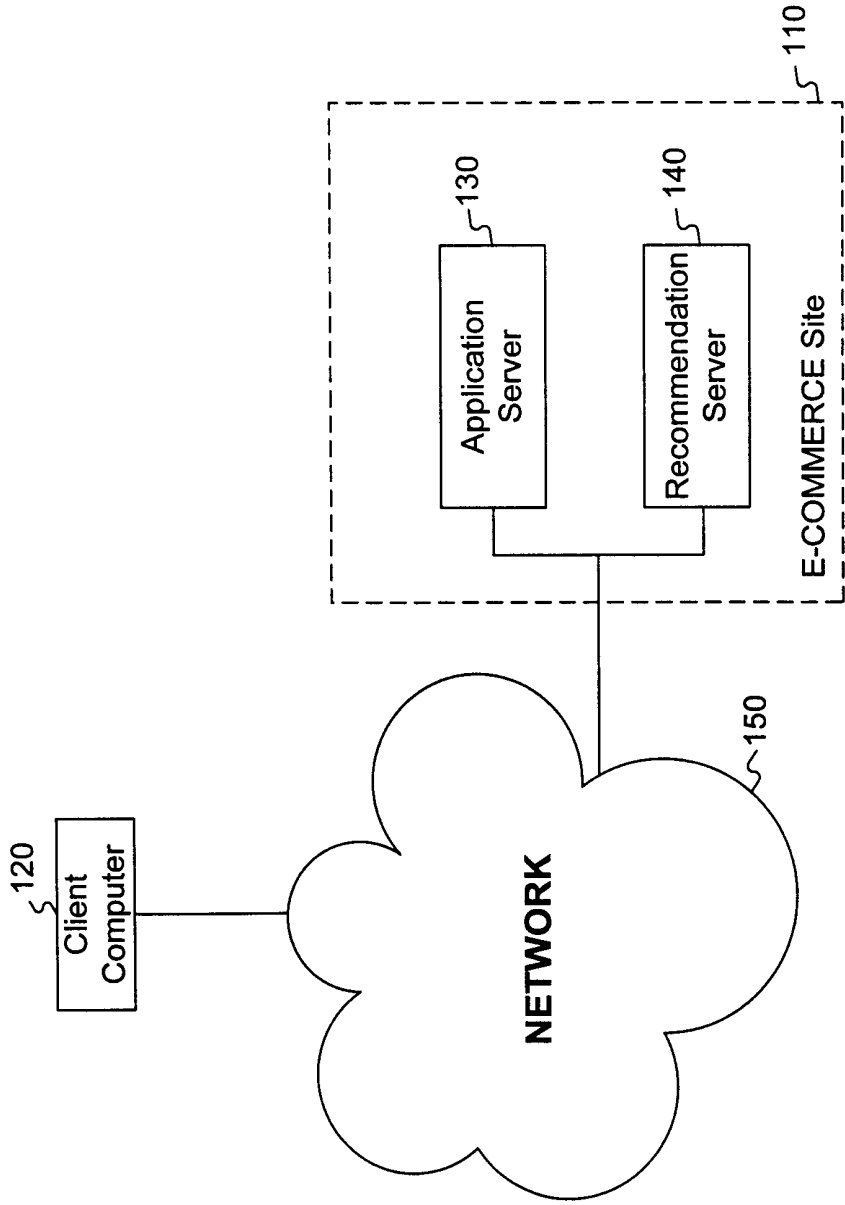 120
Client
Computer
NETWORK
150
110
130
Application
Server
140
Recommendation
Server
E-COMMERCE Site